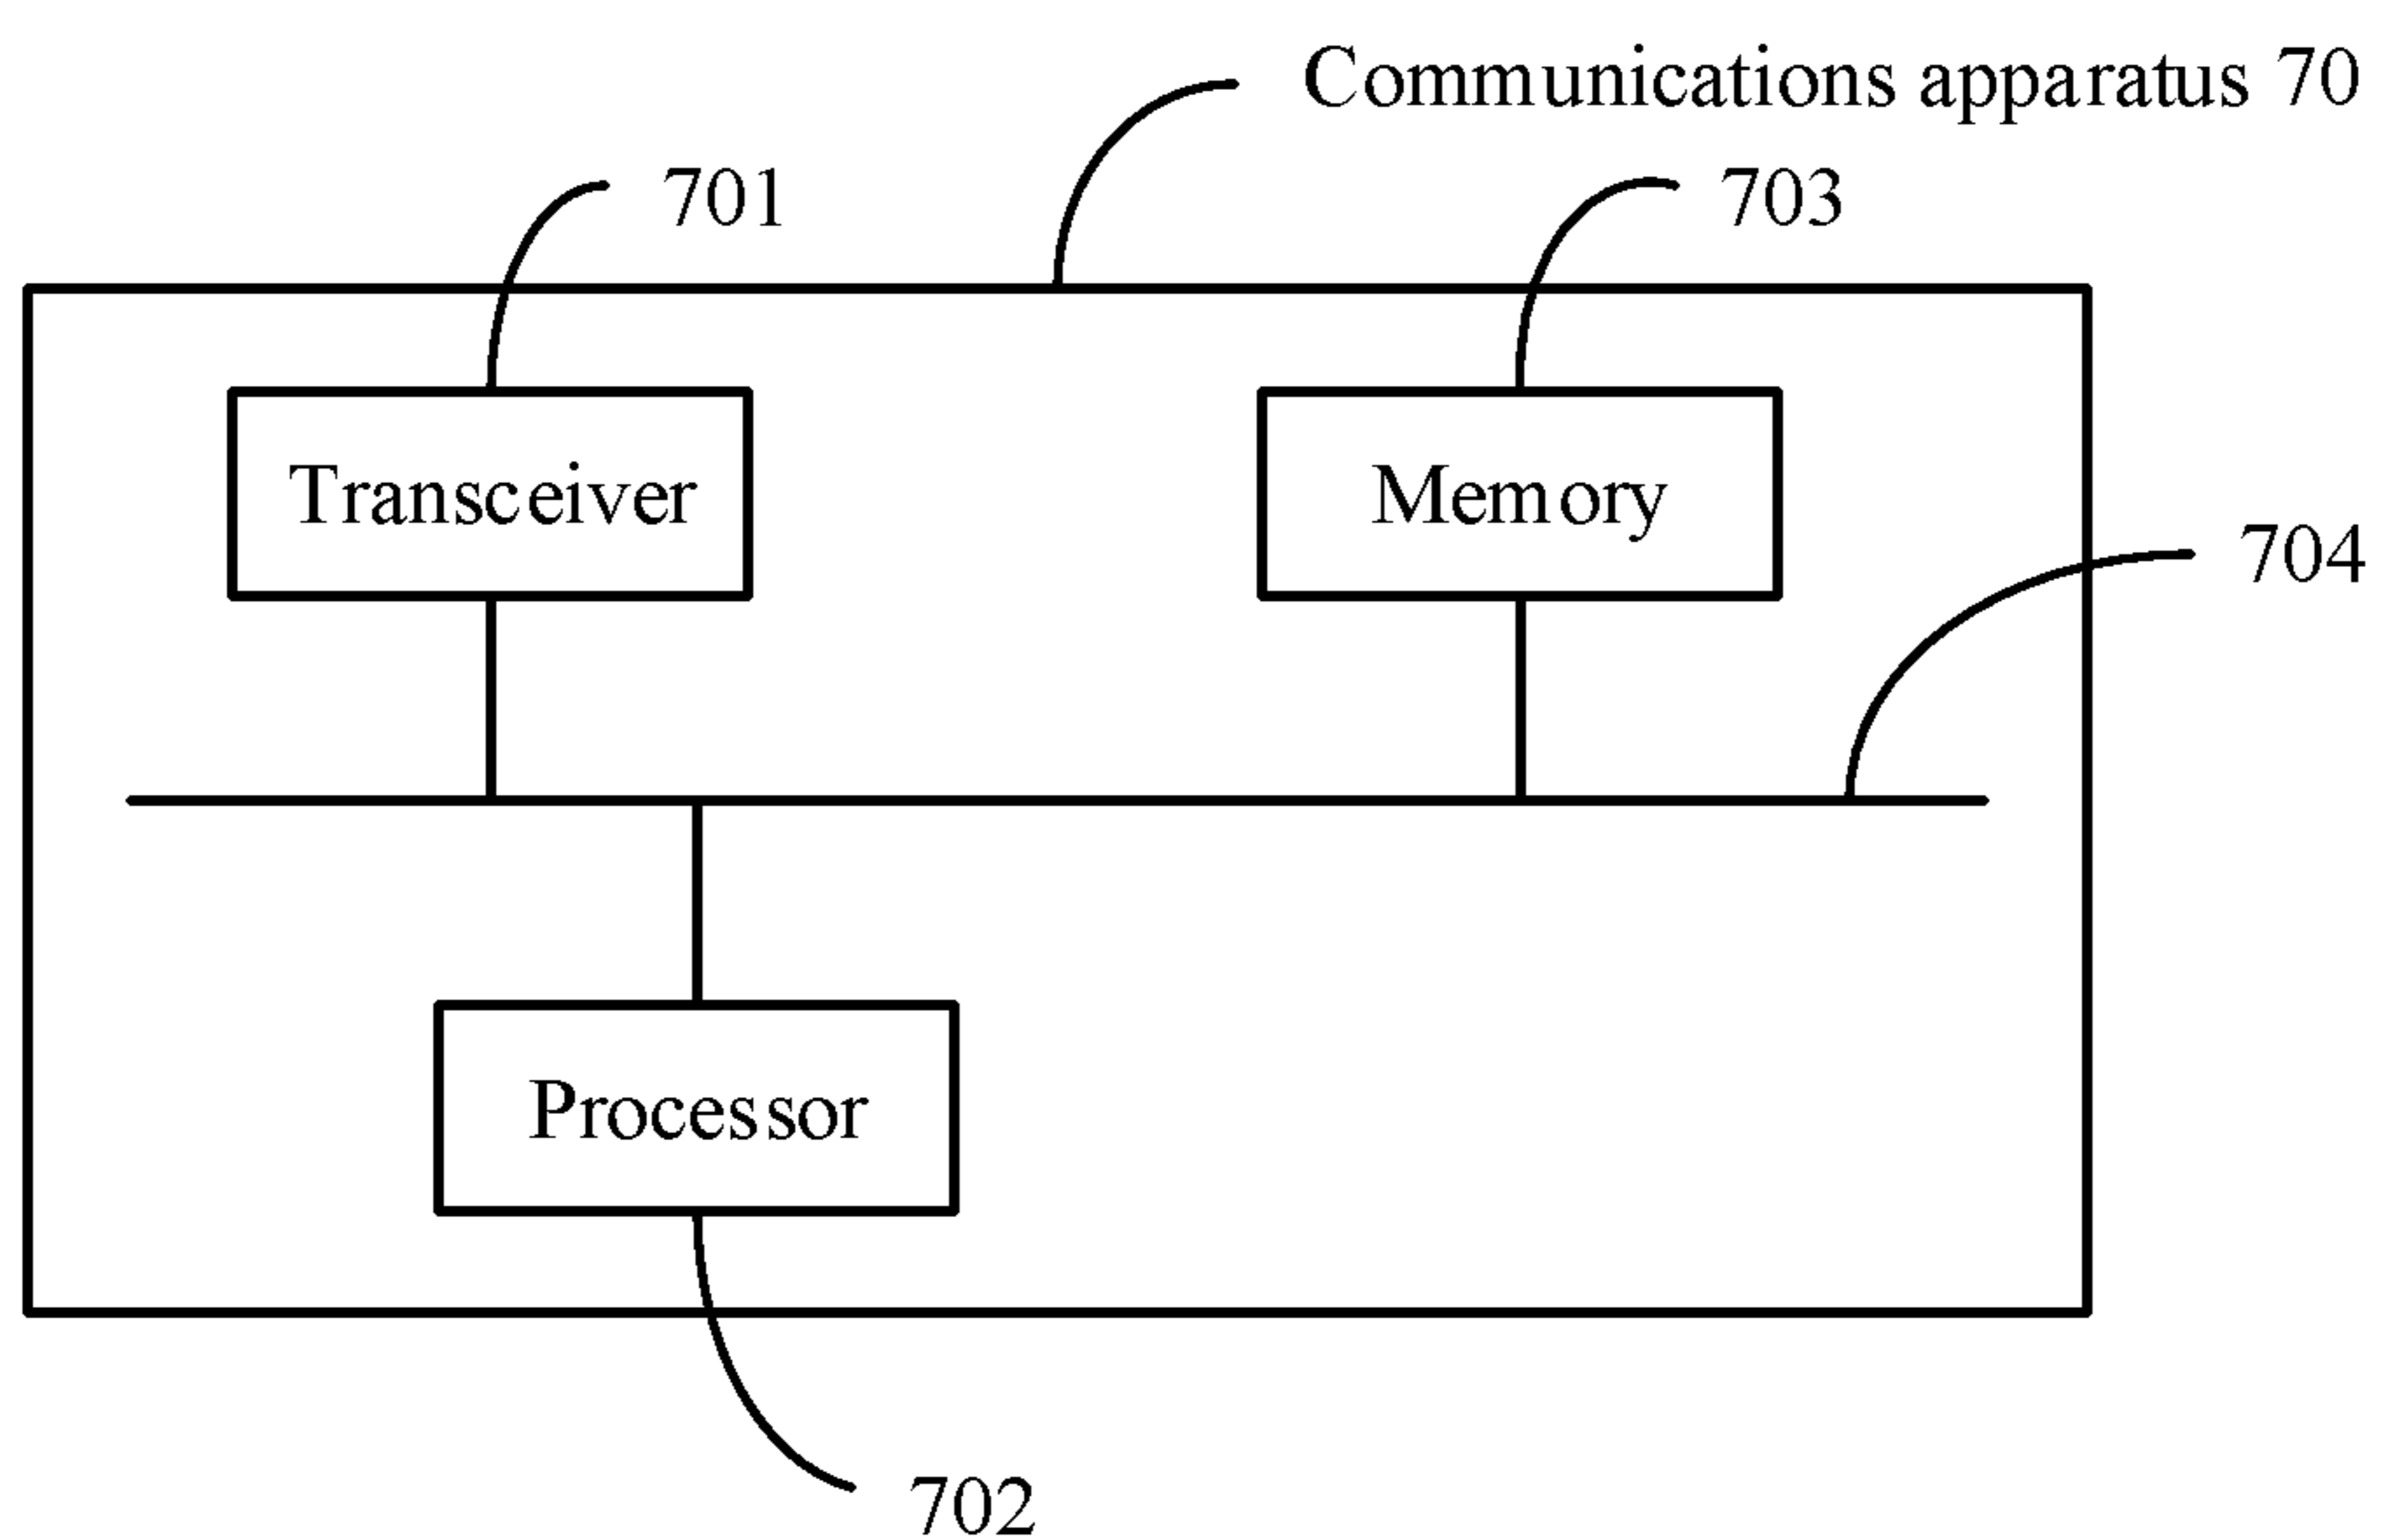 Communications apparatus 70
701
703
Transceiver
Memory
704
Processor
702